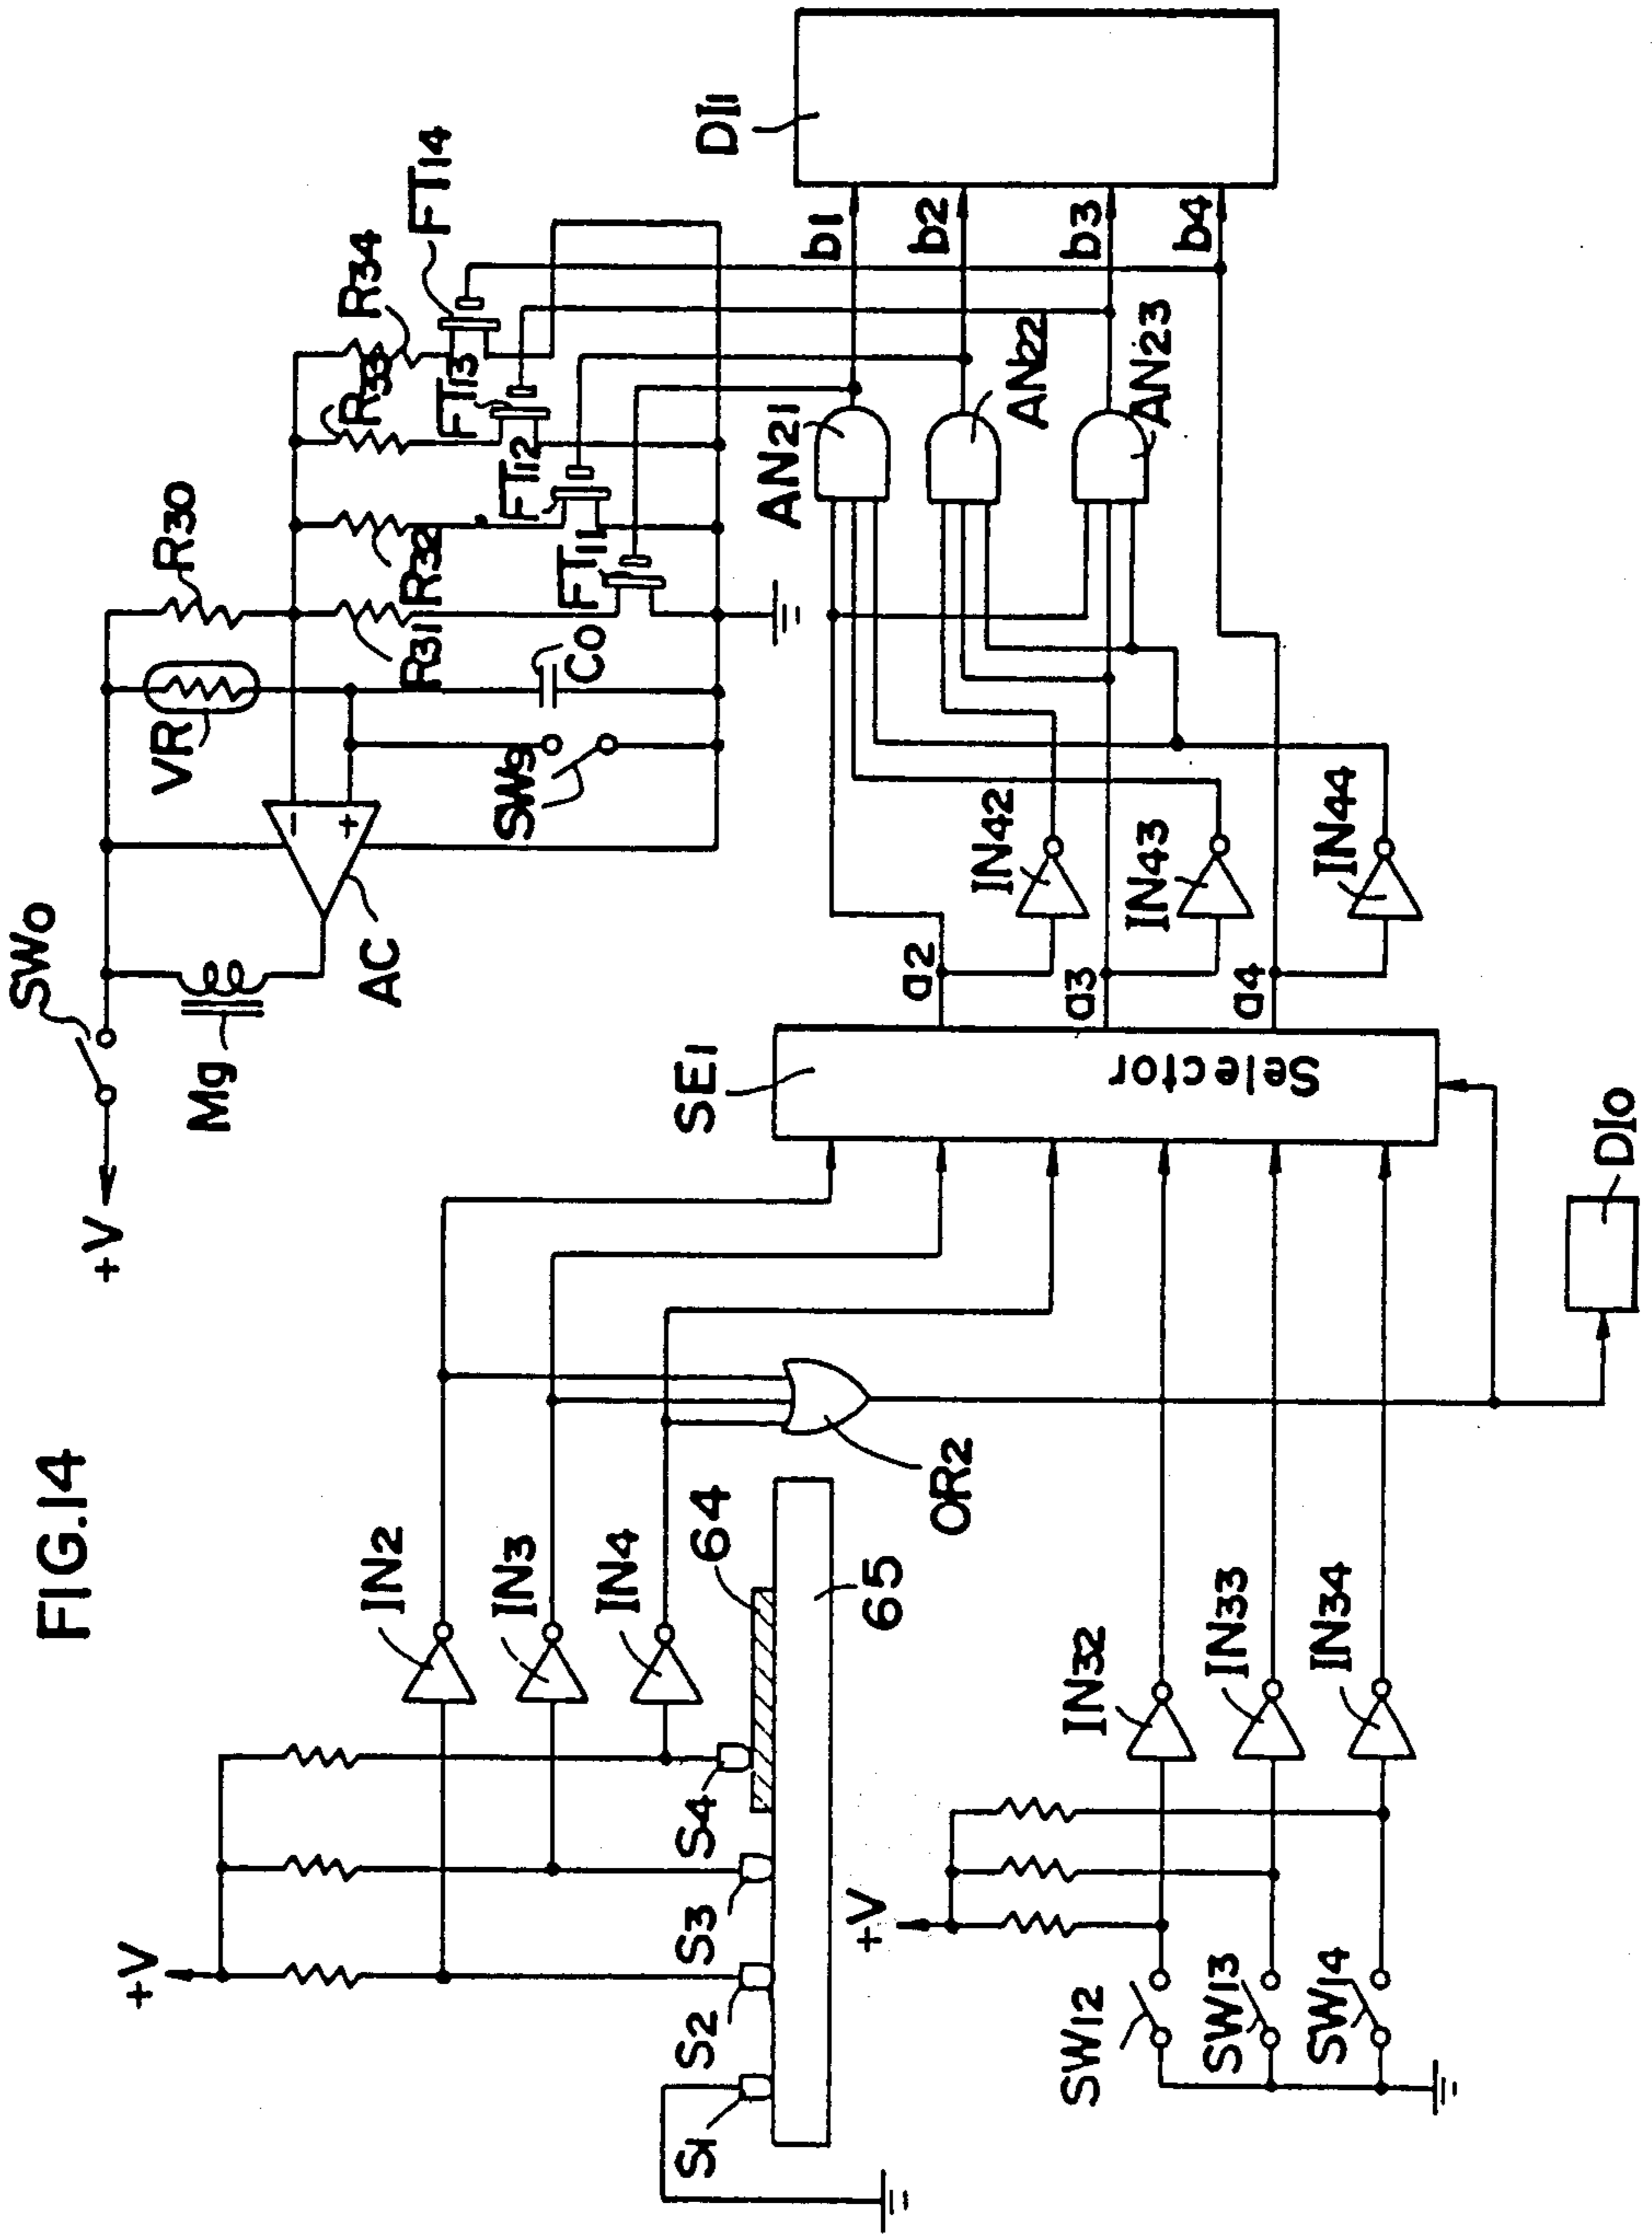 FIG.14
SW0
+V
Mg
AC
VR
R30
R31
R32
R33
R34
FT11
FT12
FT13
FT14
C0
SW9
−
+
DI1
b1
b2
b3
b4
AN21
AN22
AN23
IN42
IN43
IN44
a2
a3
a4
SE1
Selector
DI0
OR2
IN2
IN3
IN4
64
65
+V
S1
S2
S3
S4
+V
IN32
IN33
IN34
SW12
SW13
SW14